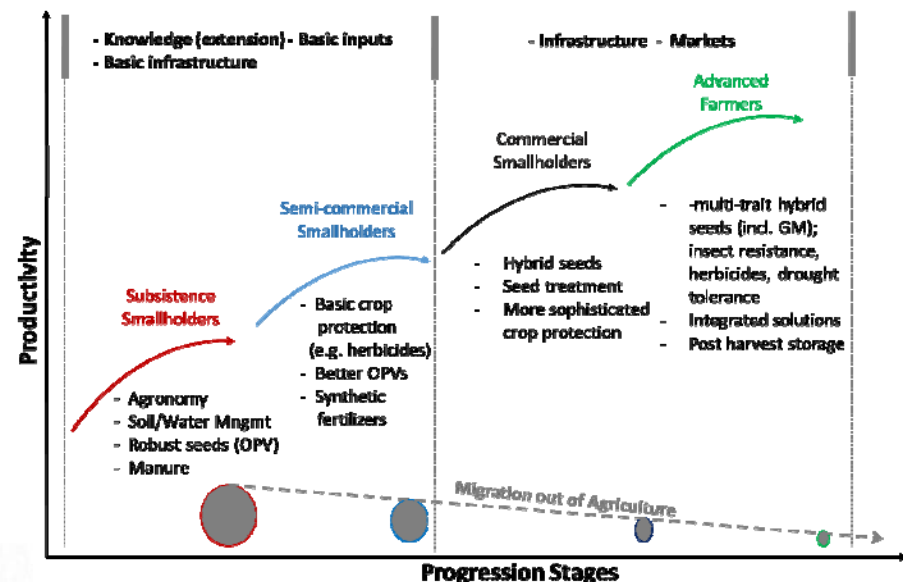 - Knowledge (extension) - Basic inputs
- Basic infrastructure
- Infrastructure - Markets
Advanced
Farmers
Commercial
Smallholders
Semi-commercial
Smallholders
Subsistence
Smallholders
- -multi-trait hybrid
seeds (incl. GM);
insect resistance,
herbicides, drought
tolerance
- Integrated solutions
- Post harvest storage
- Hybrid seeds
- Seed treatment
- More sophisticated
crop protection
- Basic crop
protection
(e.g. herbicides)
- Better OPVs
- Synthetic
fertilizers
- Agronomy
- Soil/Water Mngmt
- Robust seeds (OPV)
- Manure
Migration out of Agriculture
Productivity
Progression Stages